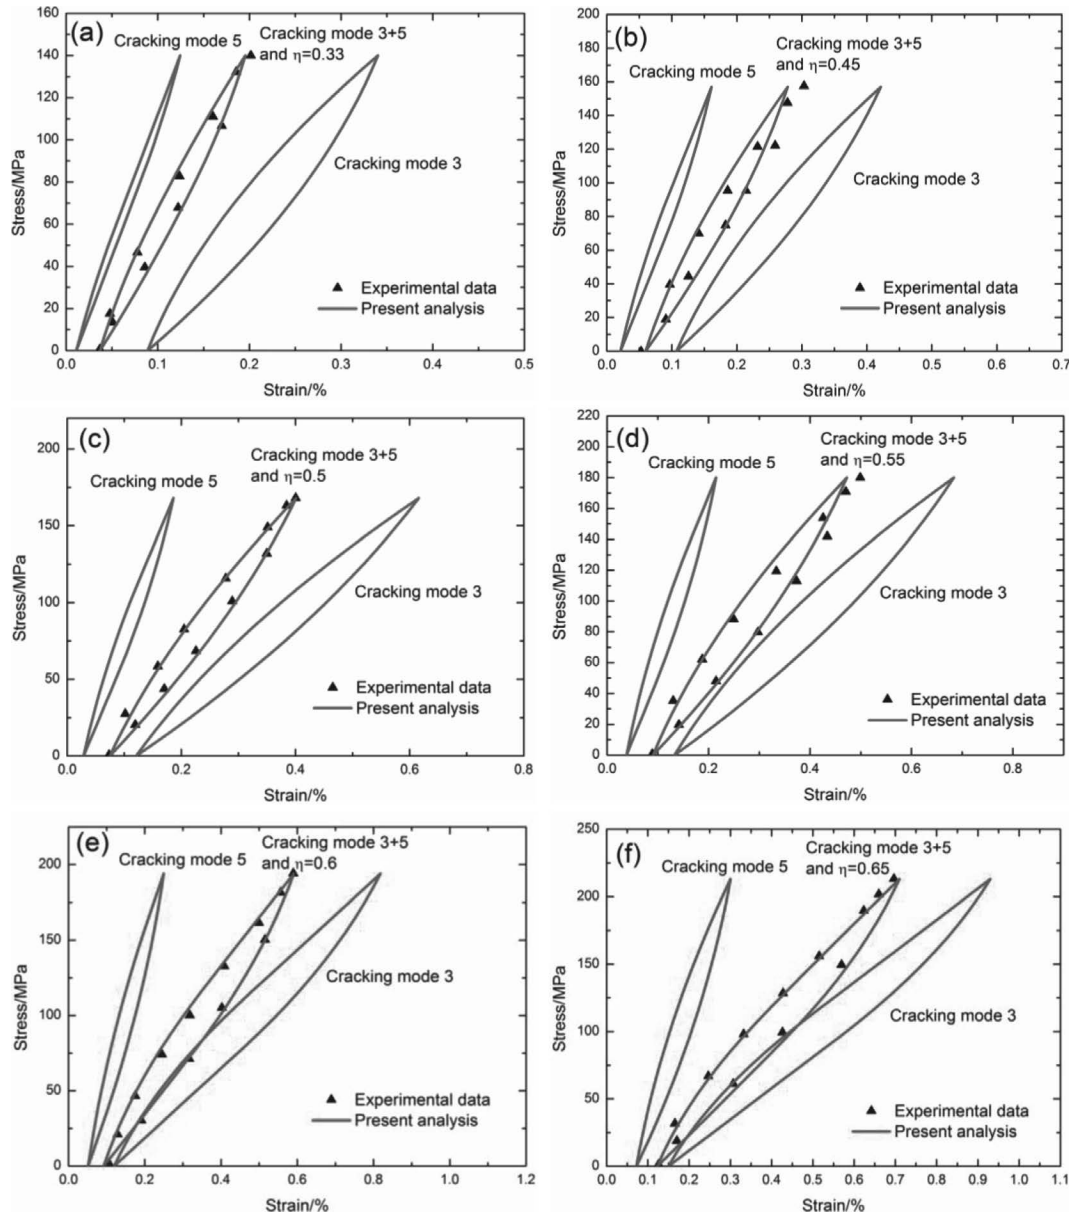 (a)
Cracking mode 5
Cracking mode 3+5
and η=0.33
Cracking mode 3
Experimental data
Present analysis
Stress/MPa
160
140
120
100
80
60
40
20
0
0.0 0.1 0.2 0.3 0.4 0.5
Strain/%
(b)
Cracking mode 5
Cracking mode 3+5
and η=0.45
Cracking mode 3
Experimental data
Present analysis
Stress/MPa
200
180
160
140
120
100
80
60
40
20
0
0.0 0.1 0.2 0.3 0.4 0.5 0.6 0.7
Strain/%
(c)
Cracking mode 5
Cracking mode 3+5
and η=0.5
Cracking mode 3
Experimental data
Present analysis
Stress/MPa
200
150
100
50
0
0.0 0.2 0.4 0.6 0.8
Strain/%
(d)
Cracking mode 5
Cracking mode 3+5
and η=0.55
Cracking mode 3
Experimental data
Present analysis
Stress/MPa
220
200
180
160
140
120
100
80
60
40
20
0
0.0 0.2 0.4 0.6 0.8
Strain/%
(e)
Cracking mode 5
Cracking mode 3+5
and η=0.6
Cracking mode 3
Experimental data
Present analysis
Stress/MPa
200
150
100
50
0
0.0 0.2 0.4 0.6 0.8 1.0 1.2
Strain/%
(f)
Cracking mode 5
Cracking mode 3+5
and η=0.65
Cracking mode 3
Experimental data
Present analysis
Stress/MPa
250
200
150
100
50
0
0.0 0.1 0.2 0.3 0.4 0.5 0.6 0.7 0.8 0.9 1.0 1.1
Strain/%